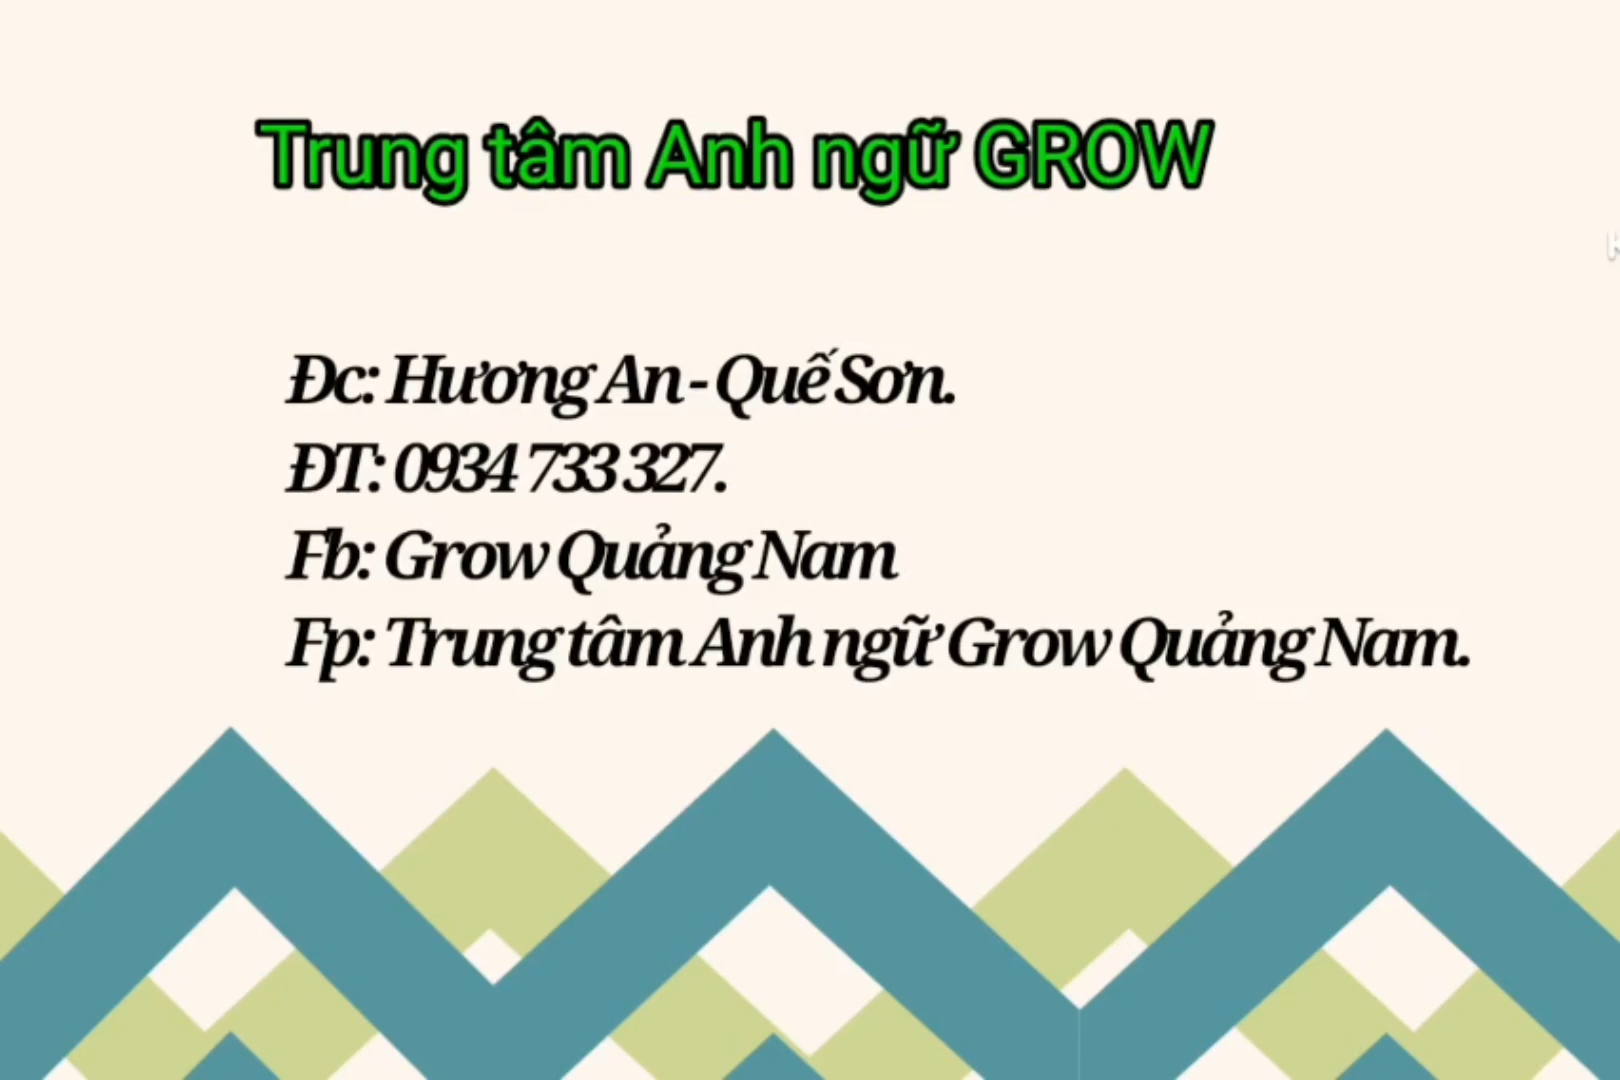 Trung tâm Anh ngữ GROW
Đc: Hương An - Quế Sơn.
ĐT: 0934 733 327.
Fb: Grow Quảng Nam
Fp: Trung tâm Anh ngữ Grow Quảng Nam.